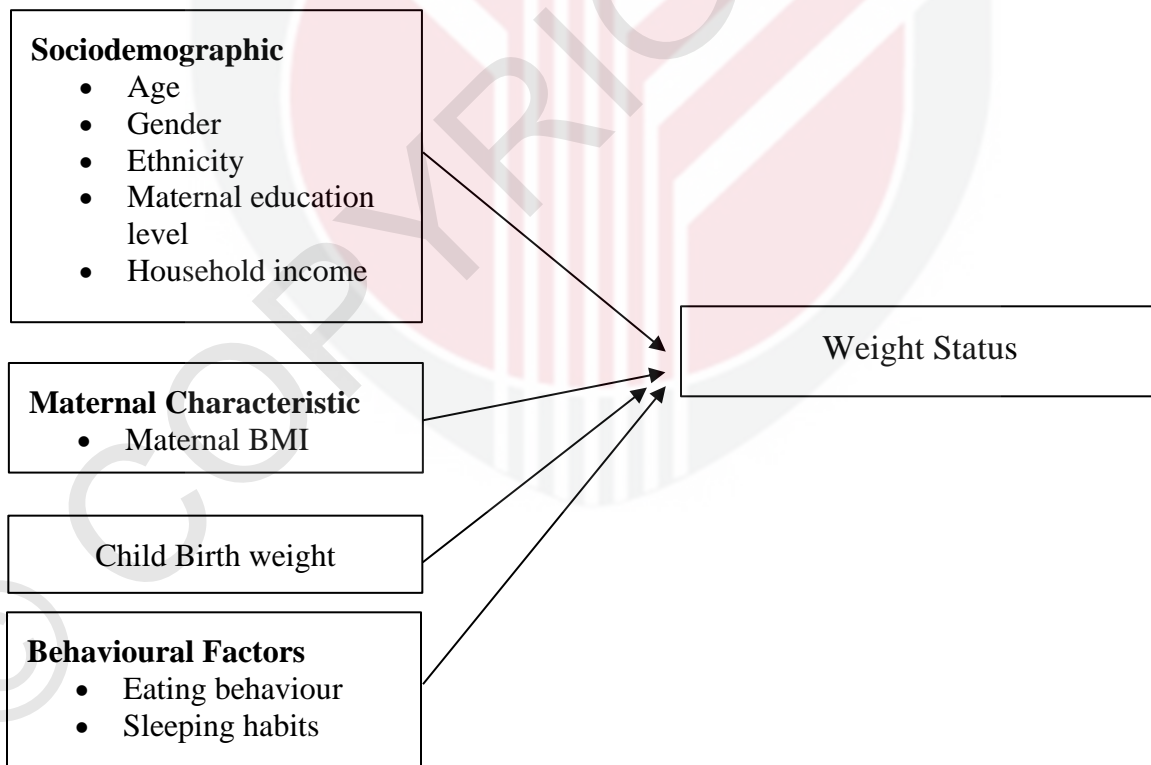 Sociodemographic
• Age
• Gender
• Ethnicity
• Maternal education
level
• Household income
Weight Status
Maternal Characteristic
• Maternal BMI
Child Birth weight
Behavioural Factors
• Eating behaviour
• Sleeping habits
© COPYRIG